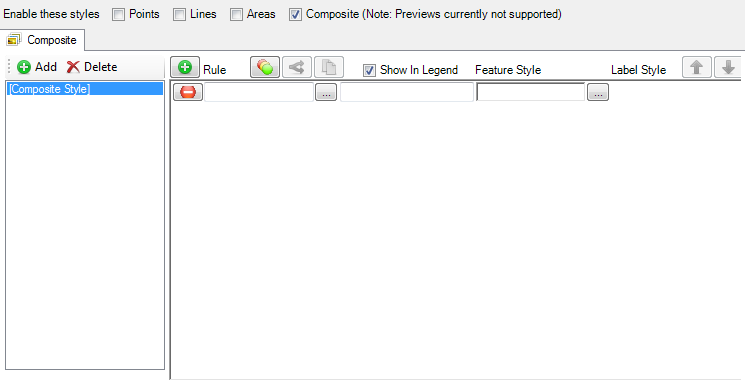 Enable these styles Points Lines Areas Composite (Note: Previews currently not supported)
Composite
Add Delete Rule Show In Legend Feature Style Label Style
[Composite Style] ... ...